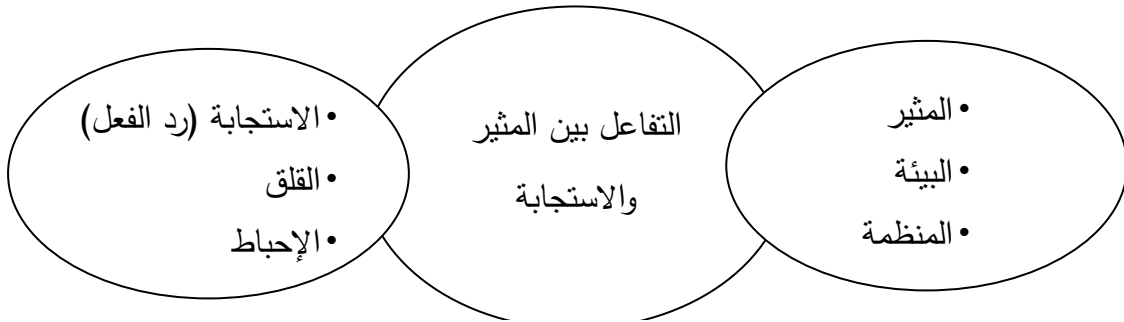 •المثير
•البيئة
•المنظمة
التفاعل بين المثير
والاستجابة
•الاستجابة (رد الفعل)
•القلق
•الإحباط